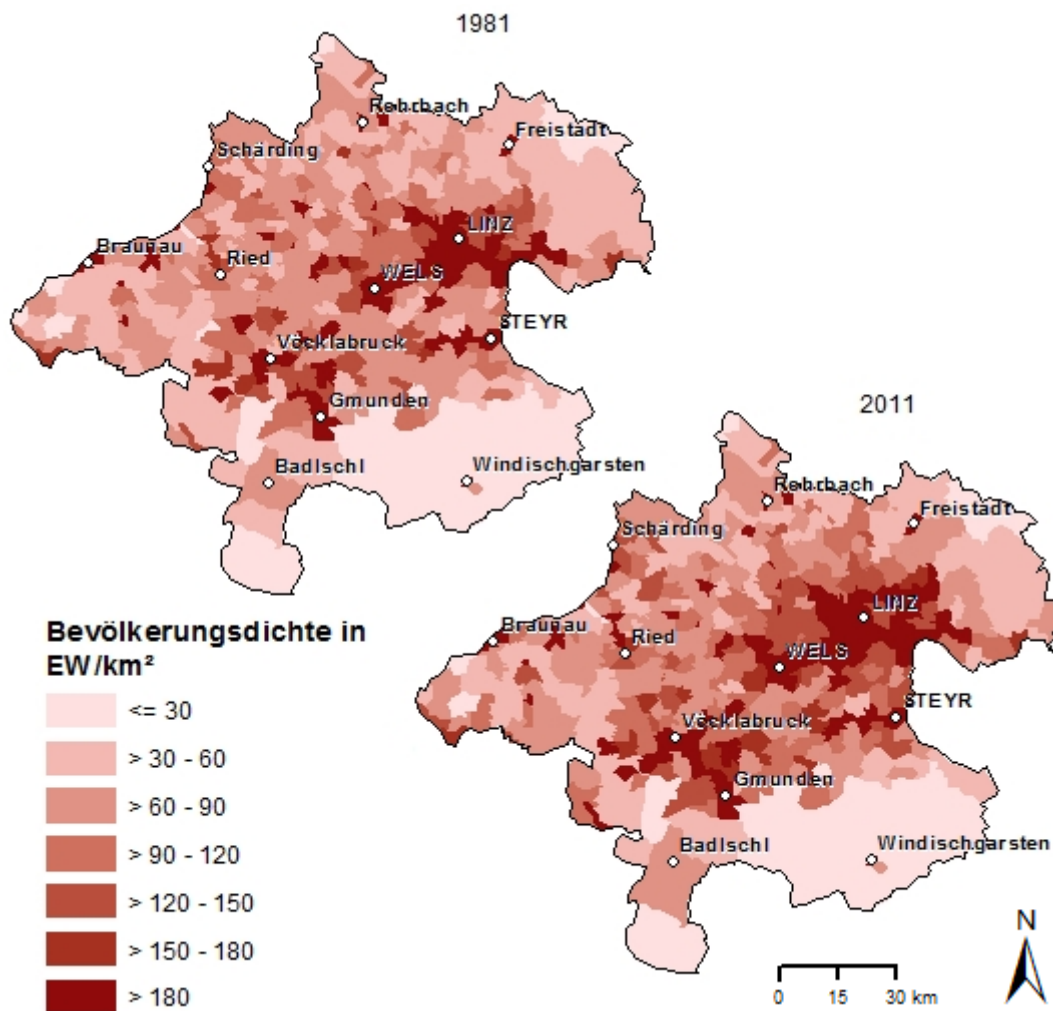 1981
Rohrbach
Freistadt
Schärding
LINZ
Braunau
Ried
WELS
STEYR
Vöcklabruck
Gmunden
BadIschl
Windischgarsten
2011
Rohrbach
Freistadt
Schärding
LINZ
Braunau
Ried
WELS
STEYR
Vöcklabruck
Gmunden
BadIschl
Windischgarsten
Bevölkerungsdichte in
EW/km²
<= 30
> 30 - 60
> 60 - 90
> 90 - 120
> 120 - 150
> 150 - 180
> 180
N
0 15 30 km